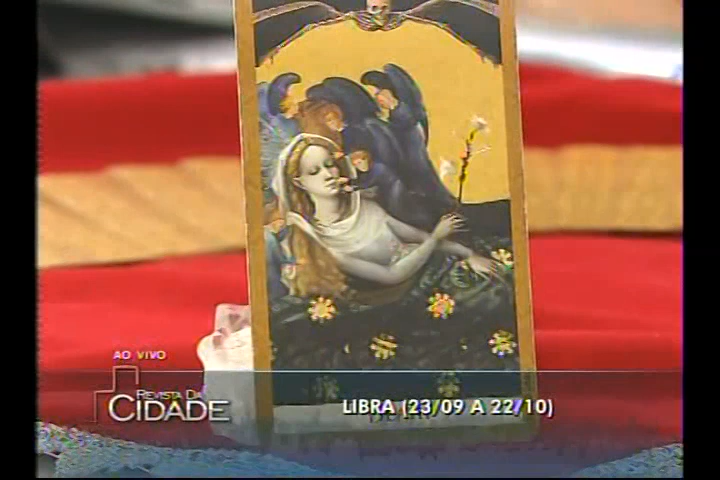 AO VIVO
REVISTA DA
CIDADE
LIBRA (23/09 A 22/10)